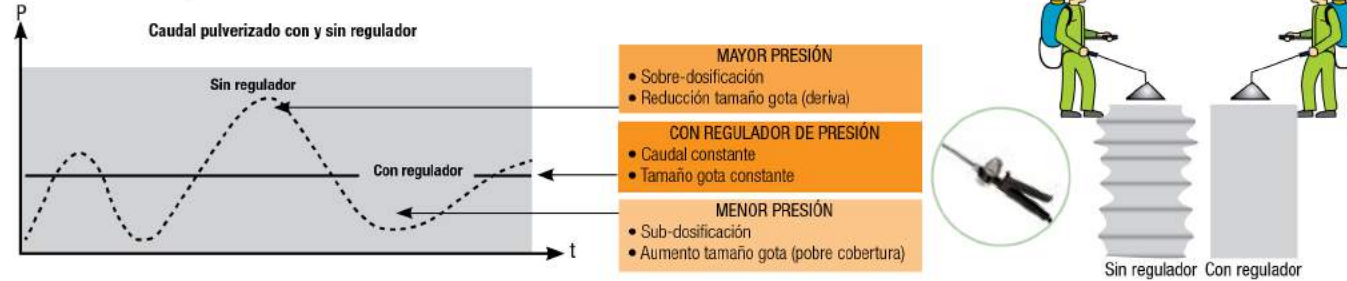 P
Caudal pulverizado con y sin regulador
Sin regulador
Con regulador
t
MAYOR PRESIÓN
• Sobre-dosificación
• Reducción tamaño gota (deriva)
CON REGULADOR DE PRESIÓN
• Caudal constante
• Tamaño gota constante
MENOR PRESIÓN
• Sub-dosificación
• Aumento tamaño gota (pobre cobertura)
Sin regulador
Con regulador